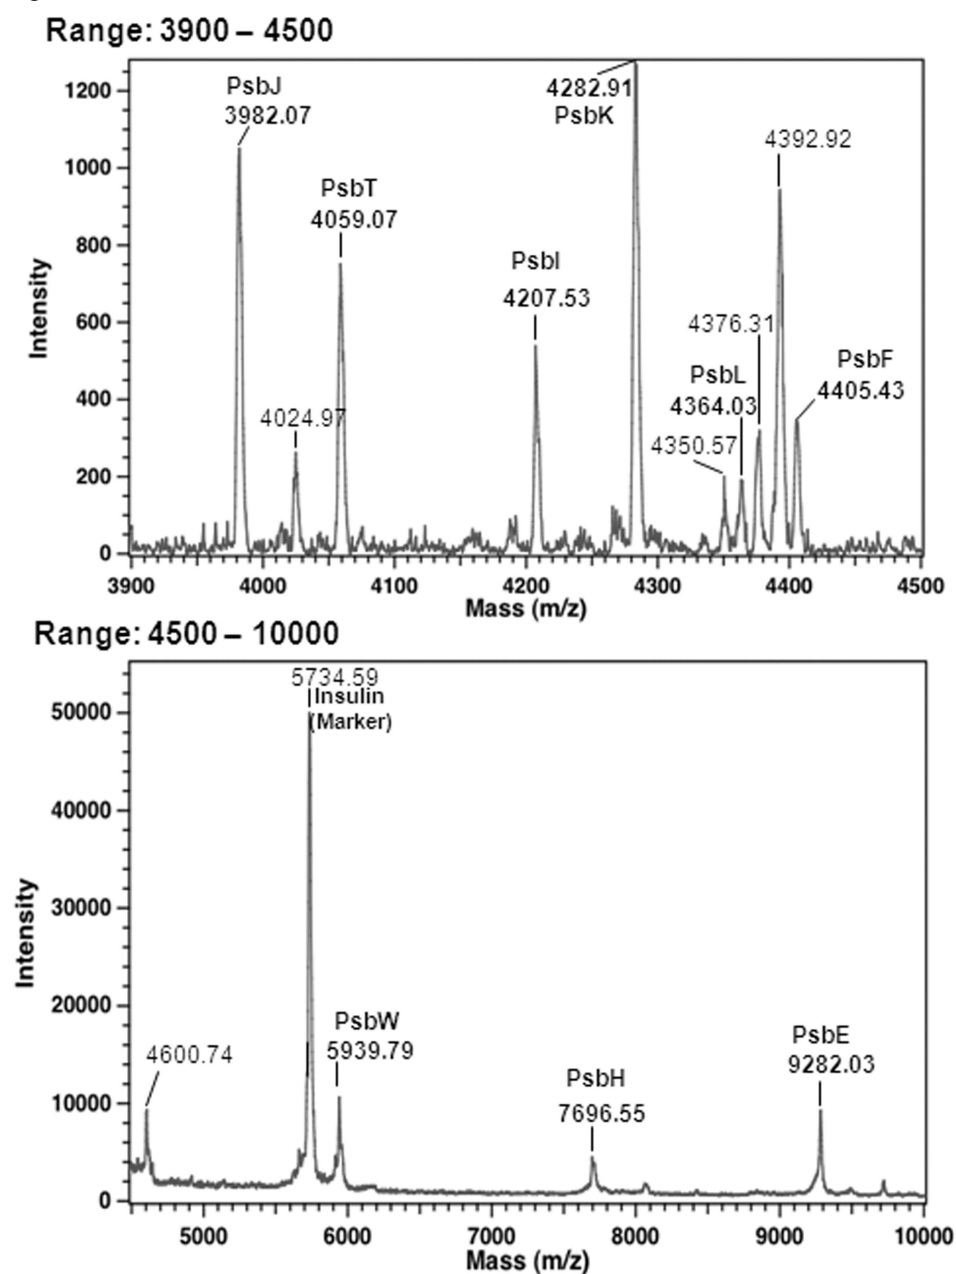 Range: 3900 – 4500
PsbJ
3982.07
PsbT
4059.07
4024.97
PsbI
4207.53
4282.91
PsbK
4392.92
4376.31
PsbL
4364.03
4350.57
PsbF
4405.43
Intensity
1200
1000
800
600
400
200
0
3900 4000 4100 4200 4300 4400 4500
Mass (m/z)
Range: 4500 – 10000
5734.59
Insulin
(Marker)
4600.74
PsbW
5939.79
PsbH
7696.55
PsbE
9282.03
Intensity
50000
40000
30000
20000
10000
0
5000 6000 7000 8000 9000 10000
Mass (m/z)